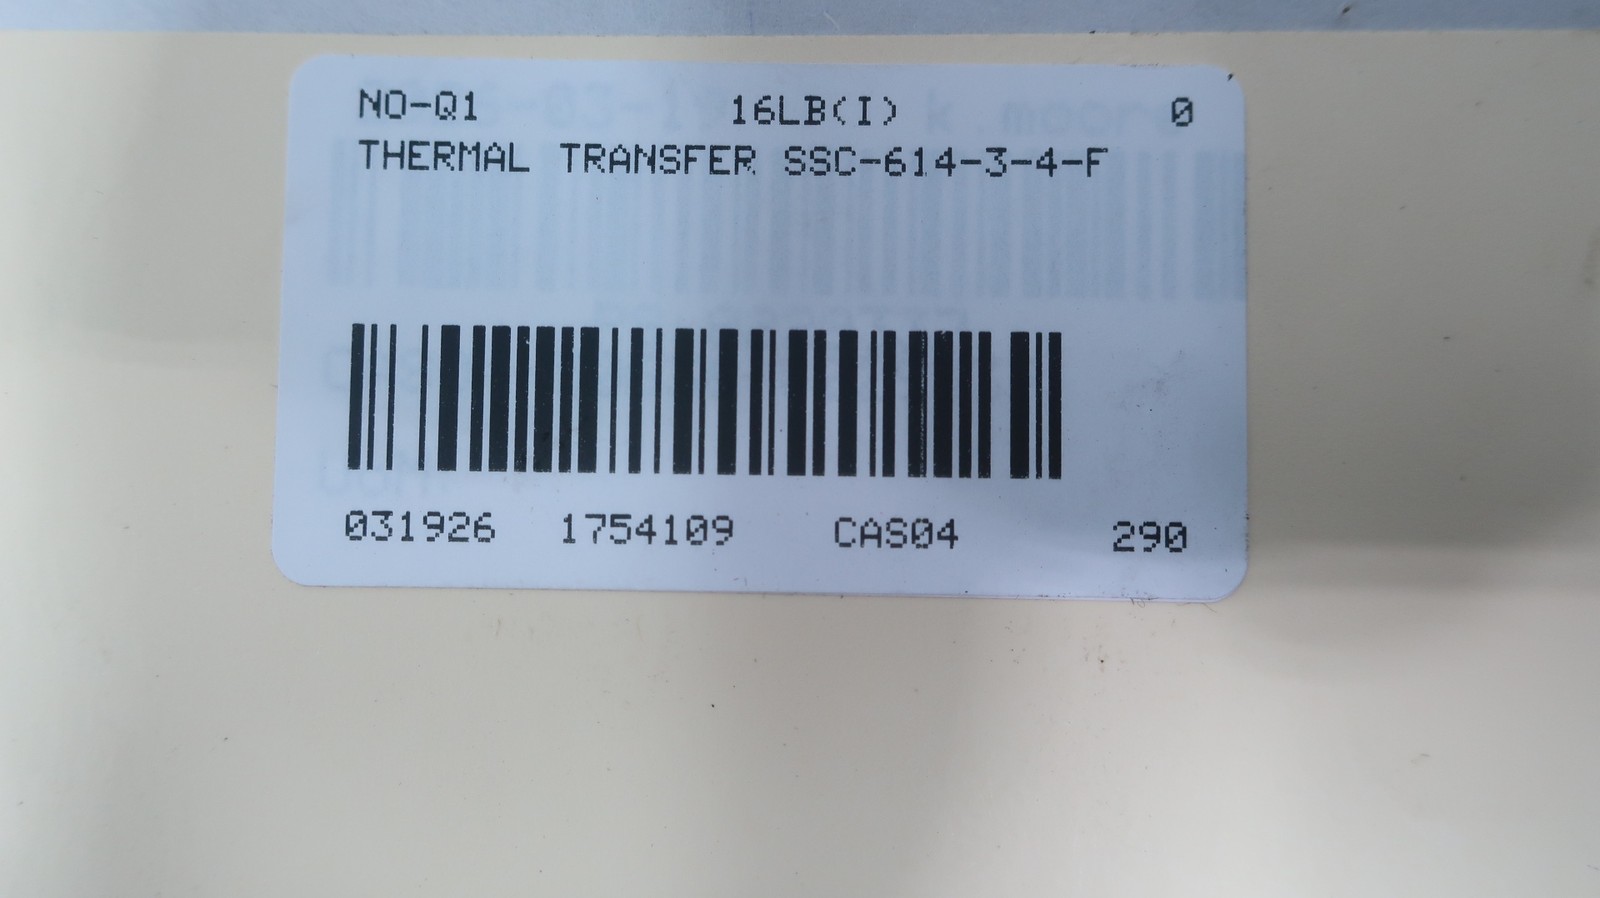 NO-Q1 16LB(I) 0
THERMAL TRANSFER SSC-614-3-4-F
031926 1754109 CAS04 290